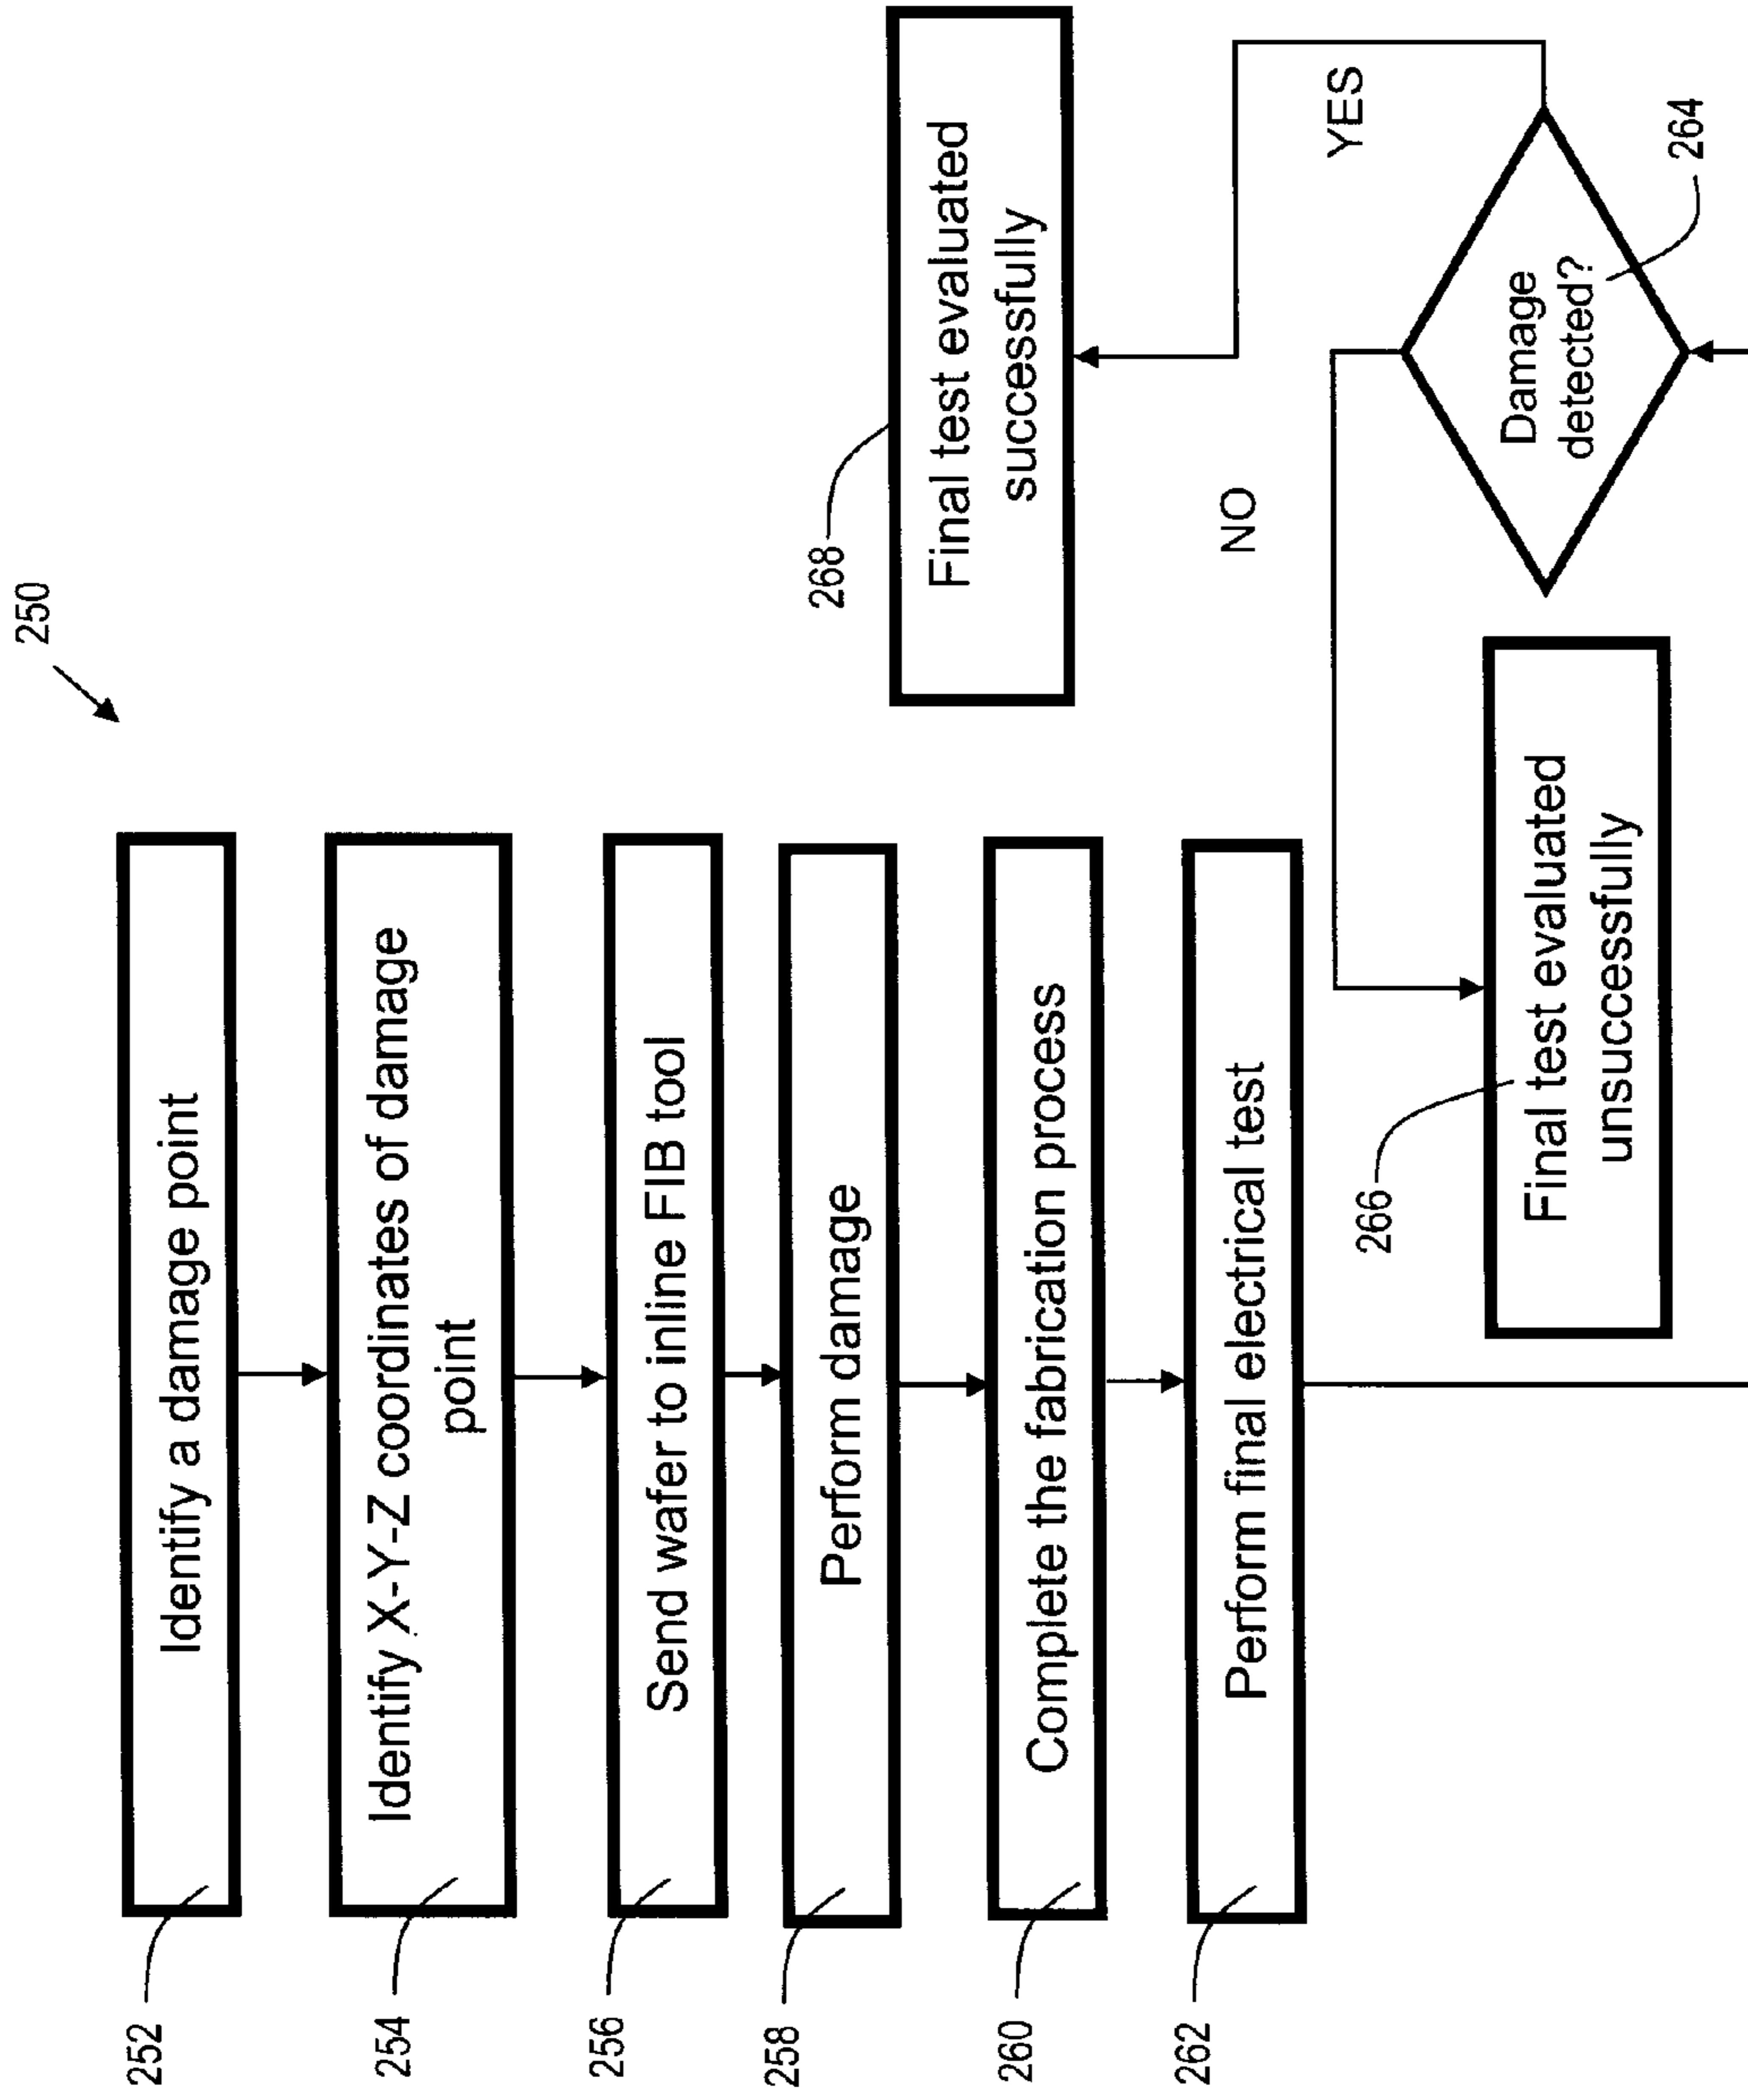 250
252
Identify a damage point
254
Identify X-Y-Z coordinates of damage
point
256
Send wafer to inline FIB tool
258
Perform damage
260
Complete the fabrication process
262
Perform final electrical test
264
Damage
detected?
NO
YES
266
Final test evaluated
unsuccessfully
268
Final test evaluated
successfully